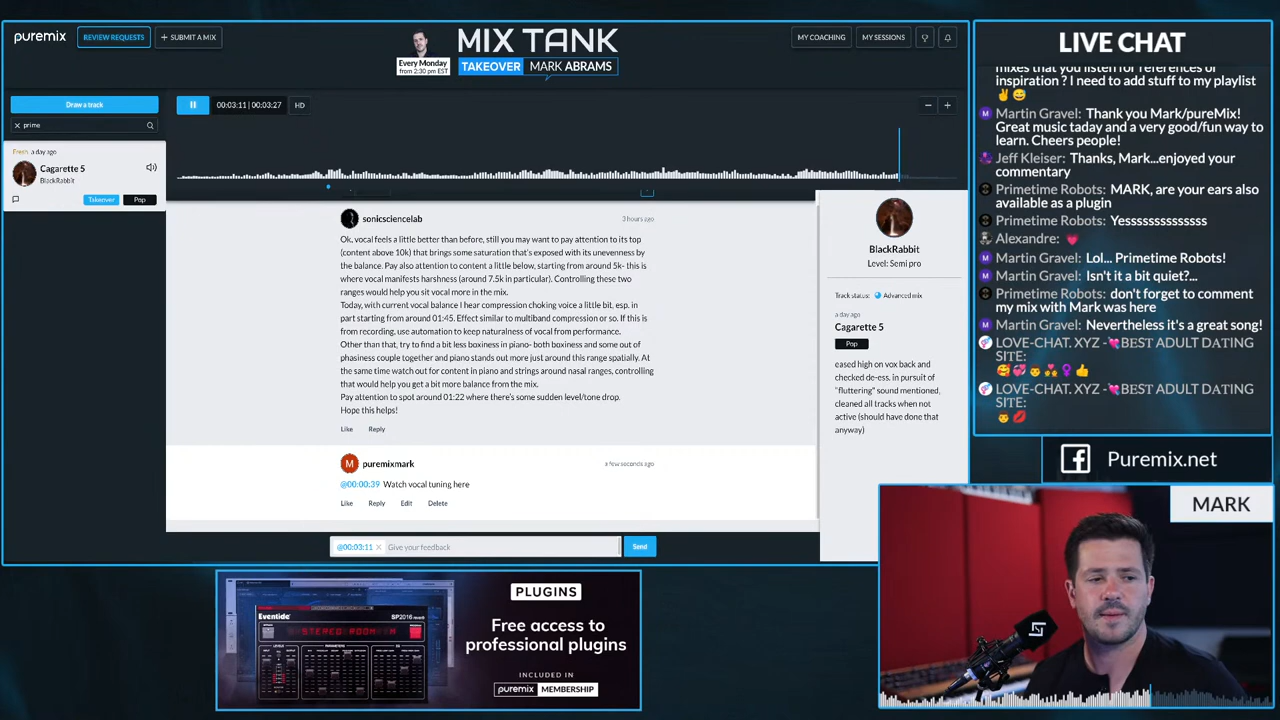 puremix
REVIEW REQUESTS
+ SUBMIT A MIX
Every Monday
from 2:30 pm EST
MIX TANK
TAKEOVER MARK ABRAMS
MY COACHING
MY SESSIONS
Draw a track
× prime
00:03:11 | 00:03:27
HD
Fresh a day ago
Cagarette 5
BlackRabbit
Takeover
Pop
sonicsciencelab
3 hours ago
Ok, vocal feels a little better than before, still you may want to pay attention to its top
(content above 10k) that brings some saturation that's exposed with its unevenness by
the balance. Pay also attention to content a little below, starting from around 5k- this is
where vocal manifests harshness (around 7.5k in particular). Controlling these two
ranges would help you sit vocal more in the mix.
Today, with current vocal balance I hear compression choking voice a little bit, esp. in
part starting from around 01:45. Effect similar to multiband compression or so. If this is
from recording, use automation to keep naturalness of vocal from performance.
Other than that, try to find a bit less boxiness in piano- both boxiness and some out of
phasiness couple together and piano stands out more just around this range spatially. At
the same time watch out for content in piano and strings around nasal ranges, controlling
that would help you get a bit more balance from the mix.
Pay attention to spot around 01:22 where there's some sudden level/tone drop.
Hope this helps!
Like Reply
M puremixmark
a few seconds ago
@00:00:39 Watch vocal tuning here
Like Reply Edit Delete
@00:03:11 × Give your feedback
Send
BlackRabbit
Level: Semi pro
Track status: Advanced mix
a day ago
Cagarette 5
Pop
eased high on vox back and
checked de-ess, in pursuit of
"fluttering" sound mentioned,
cleaned all tracks when not
active (should have done that
anyway)
LIVE CHAT
mixes that you listen for references or
inspiration ? I need to add stuff to my playlist
✌😅
M Martin Gravel: Thank you Mark/pureMix!
Great music taday and a very good/fun way to
learn. Cheers people!
Jeff Kleiser: Thanks, Mark...enjoyed your
commentary
Primetime Robots: MARK, are your ears also
available as a plugin
Primetime Robots: Yesssssssssssss
Alexandre: 💗
M Martin Gravel: Lol... Primetime Robots!
M Martin Gravel: Isn't it a bit quiet?...
Primetime Robots: don't forget to comment
my mix with Mark was here
M Martin Gravel: Nevertheless it's a great song!
LOVE-CHAT. XYZ -💘BEST ADULT DATING
SITE:
🥰💞👨💑♀👍
LOVE-CHAT. XYZ -💘BEST ADULT DATING
SITE:
👨💋
Puremix.net
MARK
Eventide
SP2016 reverb
STEREO ROOM M
PLUGINS
Free access to
professional plugins
INCLUDED IN
puremix MEMBERSHIP